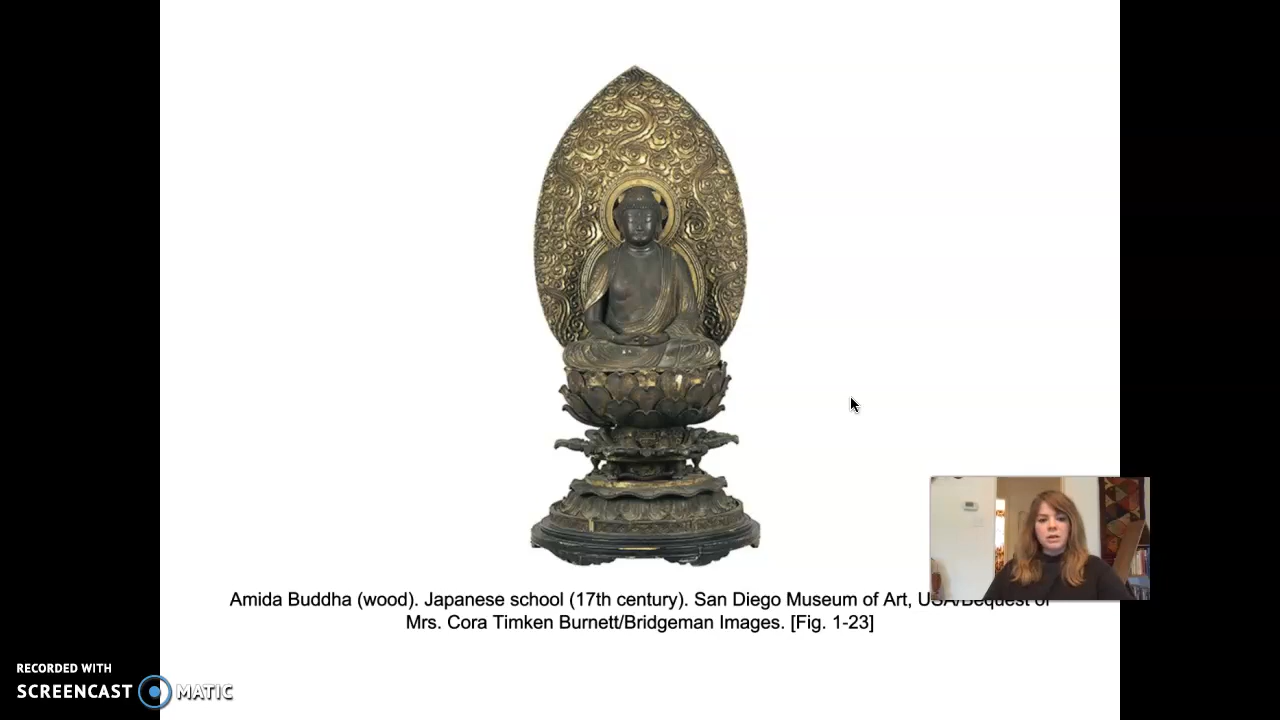 Amida Buddha (wood). Japanese school (17th century). San Diego Museum of Art, USA/Bequest of
Mrs. Cora Timken Burnett/Bridgeman Images. [Fig. 1-23]
RECORDED WITH
SCREENCAST MATIC